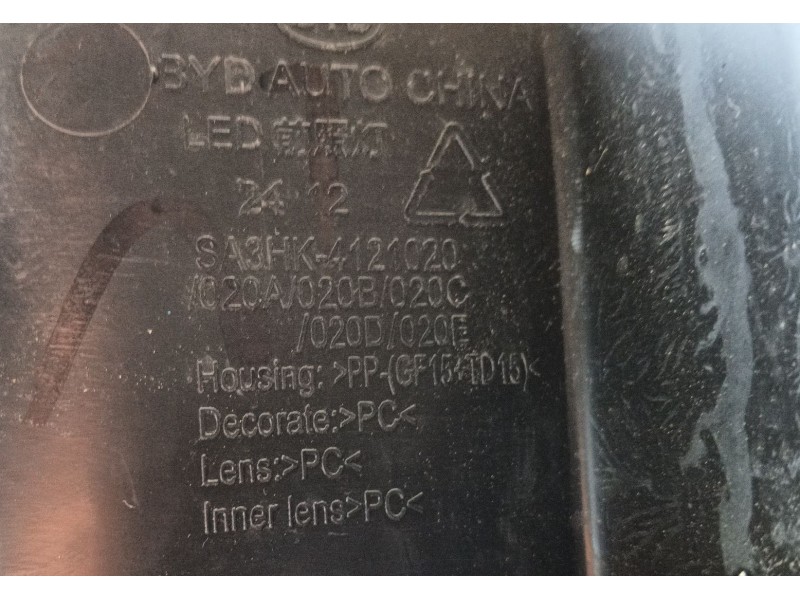 BYD
BYD AUTO CHINA
LED 前照灯
24 12
SA3HK-4121020
/020A/020B/020C
/020D/020E
Housing: >PP-(GF15+TD15)<
Decorate:>PC<
Lens:>PC<
Inner lens>PC<